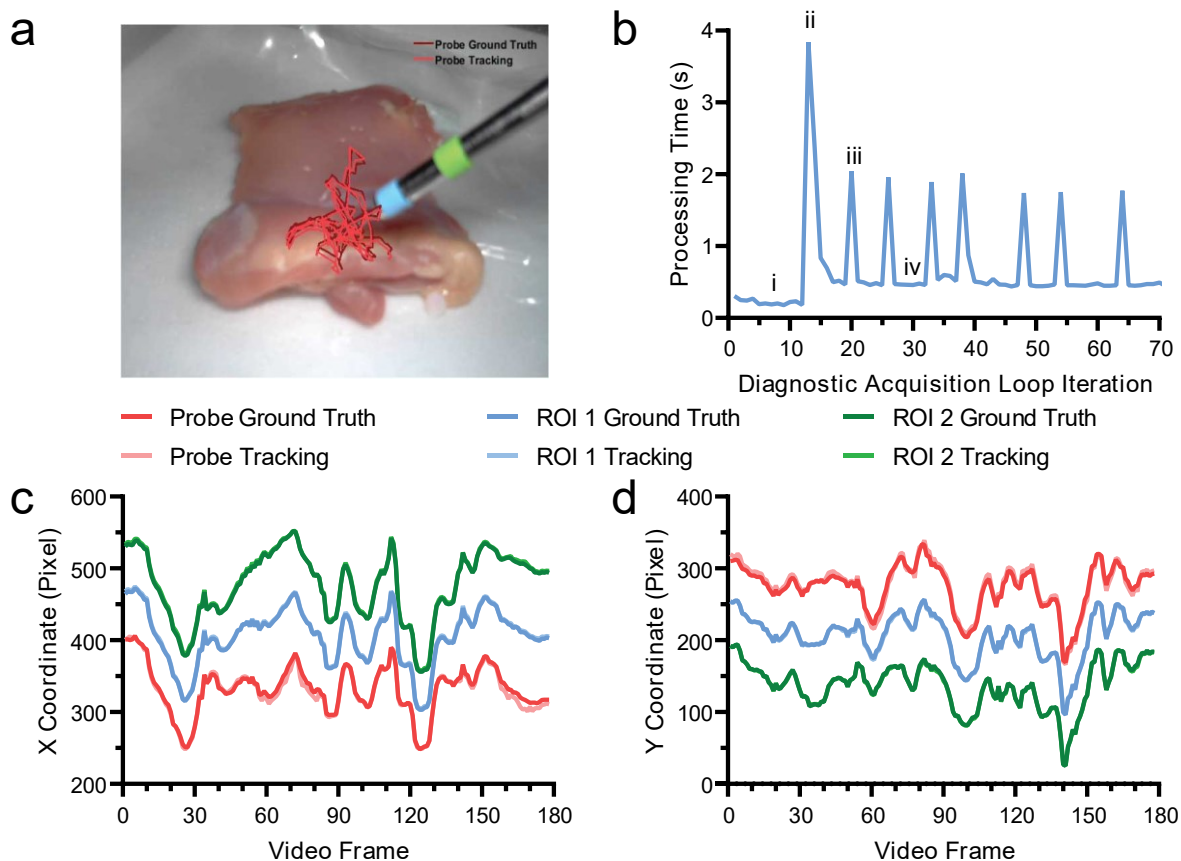 a
Probe Ground Truth
Probe Tracking
b
Processing Time (s)
4
3
2
1
0
i
ii
iii
iv
0 10 20 30 40 50 60 70
Diagnostic Acquisition Loop Iteration
Probe Ground Truth ROI 1 Ground Truth ROI 2 Ground Truth
Probe Tracking ROI 1 Tracking ROI 2 Tracking
c
X Coordinate (Pixel)
600
500
400
300
200
0 30 60 90 120 150 180
Video Frame
d
Y Coordinate (Pixel)
400
300
200
100
0
0 30 60 90 120 150 180
Video Frame